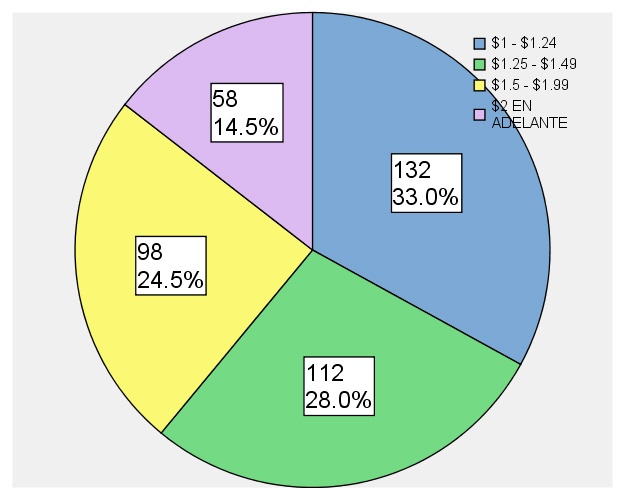 $1 - $1.24
$1.25 - $1.49
$1.5 - $1.99
$2 EN
ADELANTE
58
14.5%
132
33.0%
98
24.5%
112
28.0%